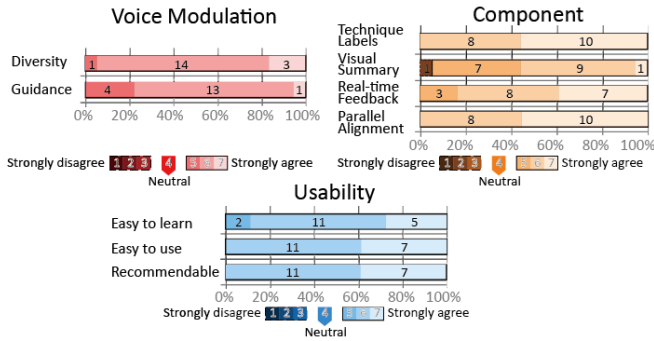 Voice Modulation
Diversity 1 14 3
Guidance 4 13 1
0% 20% 40% 60% 80% 100%
Strongly disagree 1 2 3 4 5 6 7 Strongly agree
Neutral
Component
Technique Labels 8 10
Visual Summary 1 7 9 1
Real-time Feedback 3 8 7
Parallel Alignment 8 10
0% 20% 40% 60% 80% 100%
Strongly disagree 1 2 3 4 5 6 7 Strongly agree
Neutral
Usability
Easy to learn 2 11 5
Easy to use 11 7
Recommendable 11 7
0% 20% 40% 60% 80% 100%
Strongly disagree 1 2 3 4 5 6 7 Strongly agree
Neutral